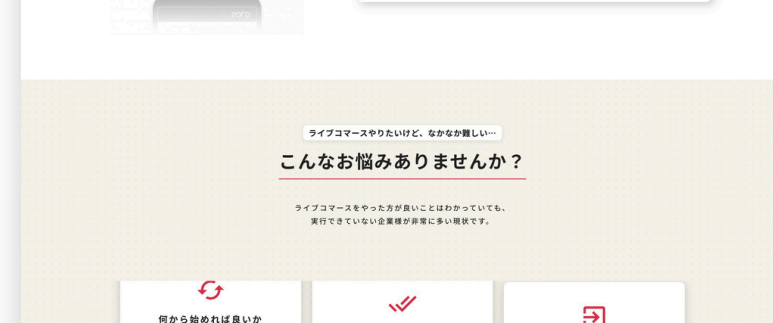 ライブコマースやりたいけど、なかなか難しい…
こんなお悩みありませんか？
ライブコマースをやった方が良いことはわかっていても、
実行できていない企業様が非常に多い現状です。
何から始めれば良いか